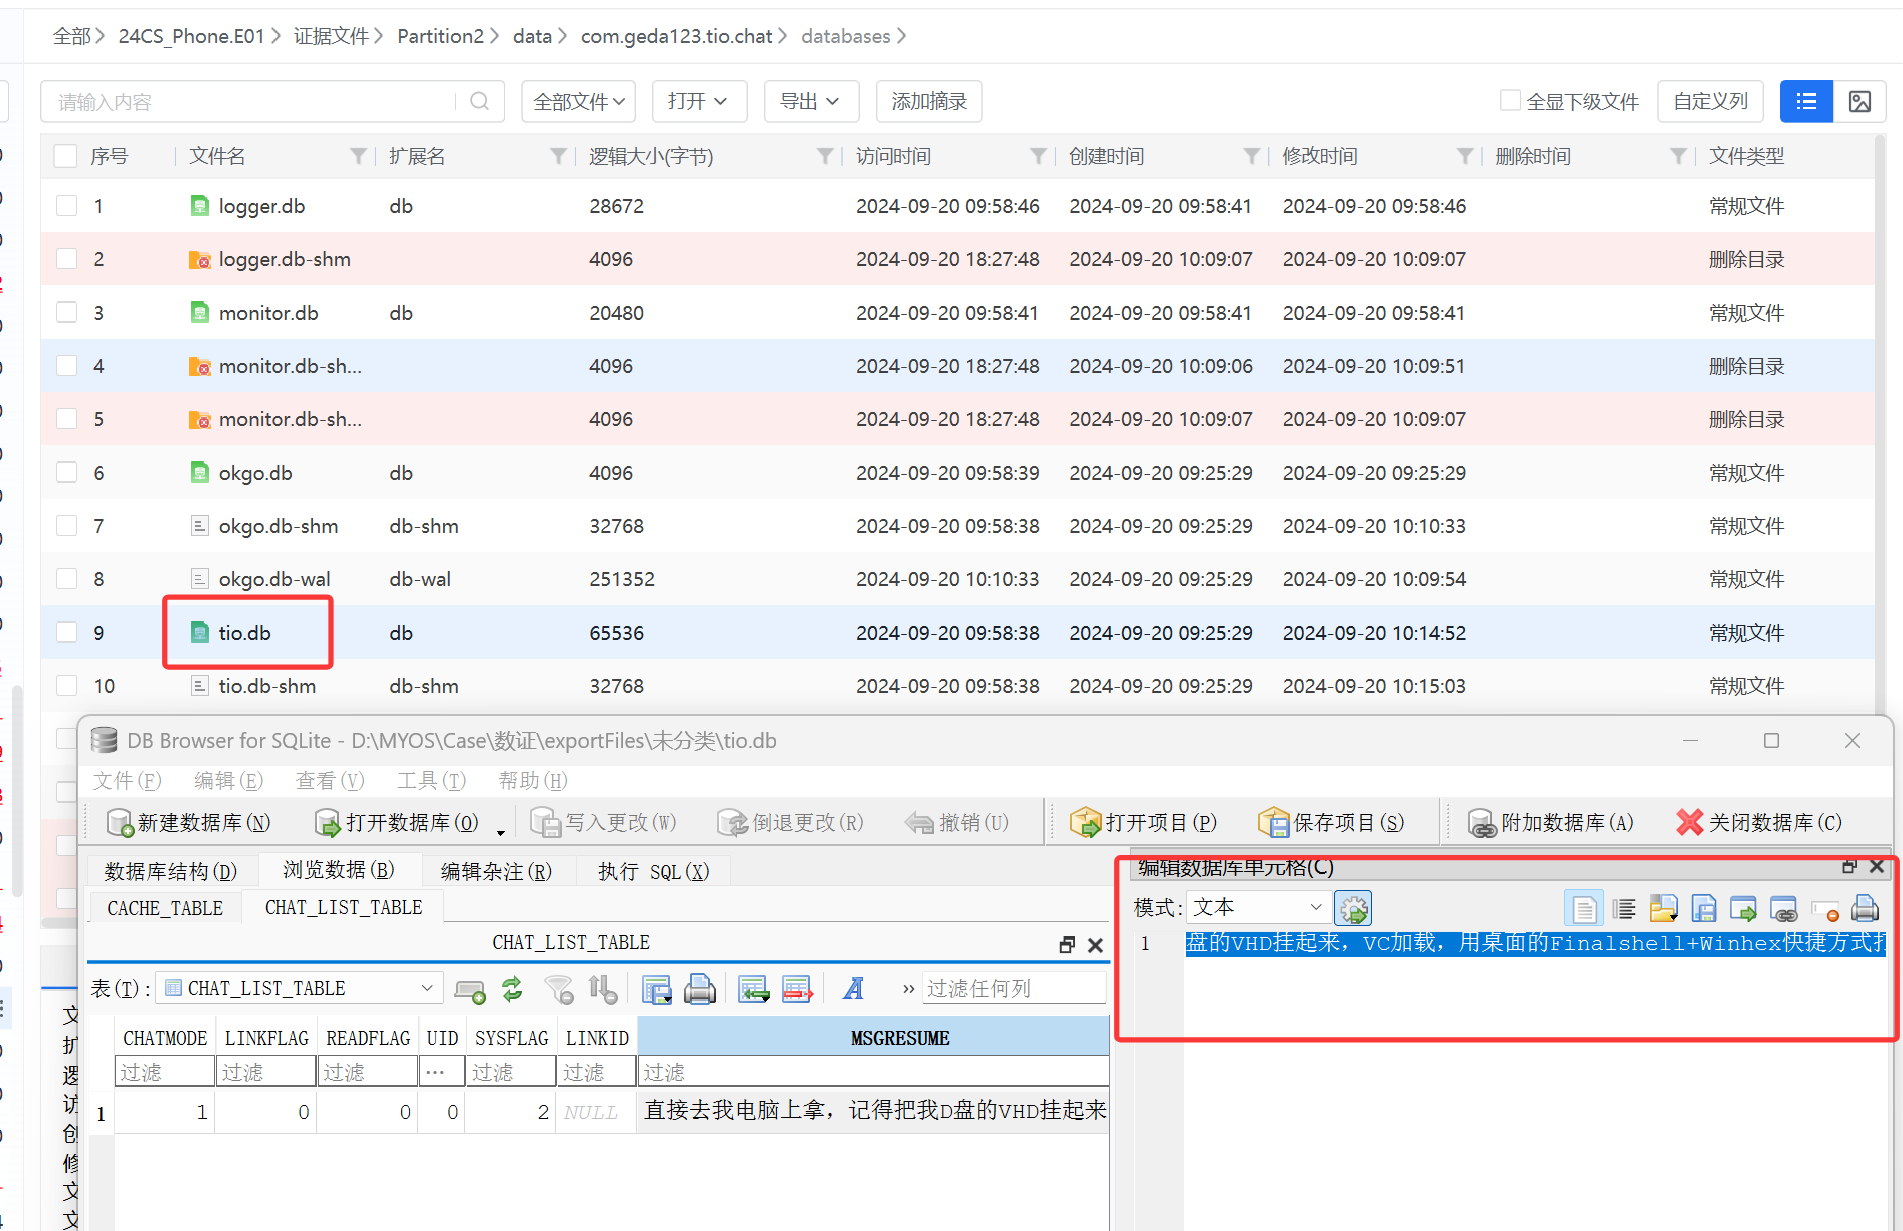 全部 > 24CS_Phone.E01 > 证据文件 > Partition2 > data > com.geda123.tio.chat > databases >
请输入内容 全部文件 打开 导出 添加摘录 全显下级文件 自定义列
序号 文件名 扩展名 逻辑大小(字节) 访问时间 创建时间 修改时间 删除时间 文件类型
1 logger.db db 28672 2024-09-20 09:58:46 2024-09-20 09:58:41 2024-09-20 09:58:46 常规文件
2 logger.db-shm 4096 2024-09-20 18:27:48 2024-09-20 10:09:07 2024-09-20 10:09:07 删除目录
3 monitor.db db 20480 2024-09-20 09:58:41 2024-09-20 09:58:41 2024-09-20 09:58:41 常规文件
4 monitor.db-sh... 4096 2024-09-20 18:27:48 2024-09-20 10:09:06 2024-09-20 10:09:51 删除目录
5 monitor.db-sh... 4096 2024-09-20 18:27:48 2024-09-20 10:09:07 2024-09-20 10:09:07 删除目录
6 okgo.db db 4096 2024-09-20 09:58:39 2024-09-20 09:25:29 2024-09-20 09:25:29 常规文件
7 okgo.db-shm db-shm 32768 2024-09-20 09:58:38 2024-09-20 09:25:29 2024-09-20 10:10:33 常规文件
8 okgo.db-wal db-wal 251352 2024-09-20 10:10:33 2024-09-20 09:25:29 2024-09-20 10:09:54 常规文件
9 tio.db db 65536 2024-09-20 09:58:38 2024-09-20 09:25:29 2024-09-20 10:14:52 常规文件
10 tio.db-shm db-shm 32768 2024-09-20 09:58:38 2024-09-20 09:25:29 2024-09-20 10:15:03 常规文件
DB Browser for SQLite - D:\MYOS\Case\数证\exportFiles\未分类\tio.db
文件(F) 编辑(E) 查看(V) 工具(T) 帮助(H)
新建数据库(N) 打开数据库(O) 写入更改(W) 倒退更改(R) 撤销(U) 打开项目(P) 保存项目(S) 附加数据库(A) 关闭数据库(C)
数据库结构(D) 浏览数据(B) 编辑杂注(R) 执行 SQL(X)
CACHE_TABLE CHAT_LIST_TABLE
CHAT_LIST_TABLE
表(T): CHAT_LIST_TABLE » 过滤任何列
CHATMODE LINKFLAG READFLAG UID SYSFLAG LINKID MSGRESUME
过滤 过滤 过滤 ... 过滤 过滤 过滤
1 1 0 0 0 2 NULL 直接去我电脑上拿，记得把我D盘的VHD挂起来
编辑数据库单元格(C)
模式: 文本
1 盘的VHD挂起来，VC加载，用桌面的Finalshell+Winhex快捷方式打
文
扩
逻
访
创
修
文
文